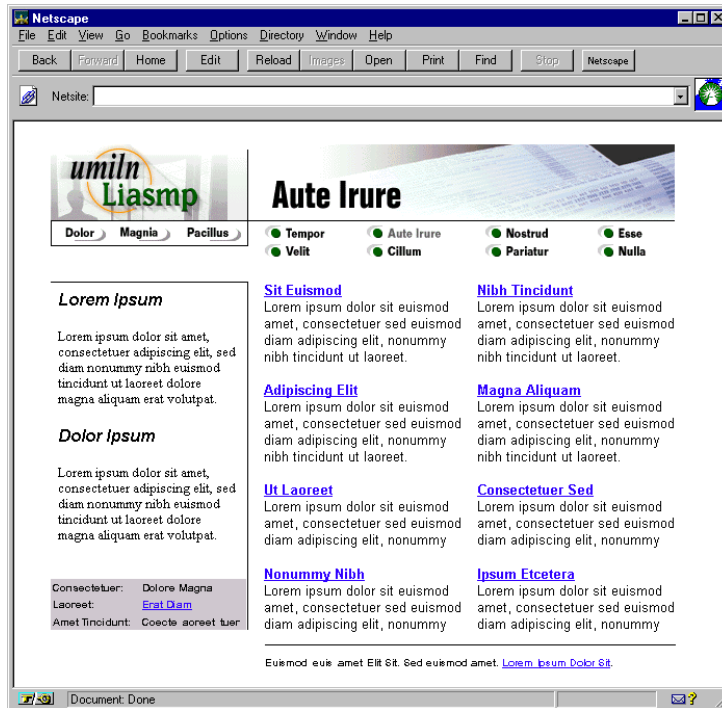 Netscape
File Edit View Go Bookmarks Options Directory Window Help
Back Forward Home Edit Reload Images Open Print Find Stop Netscape
Netsite:
umiln
Liasmp
Aute Irure
Dolor Magnia Pacillus
Tempor Aute Irure Nostrud Esse
Velit Cillum Pariatur Nulla
Lorem Ipsum
Lorem ipsum dolor sit amet,
consectetuer adipiscing elit, sed
diam nonummy nibh euismod
tincidunt ut laoreet dolore
magna aliquam erat volutpat.
Dolor Ipsum
Lorem ipsum dolor sit amet,
consectetuer adipiscing elit, sed
diam nonummy nibh euismod
tincidunt ut laoreet dolore
magna aliquam erat volutpat.
Consectetuer: Dolore Magna
Laoreet: Erat Diam
Amet Tincidunt: Coecte aoreet tuer
Sit Euismod
Lorem ipsum dolor sit euismod
amet, consectetuer sed euismod
diam adipiscing elit, nonummy
nibh tincidunt ut laoreet.
Nibh Tincidunt
Lorem ipsum dolor sit euismod
amet, consectetuer sed euismod
diam adipiscing elit, nonummy
nibh tincidunt ut laoreet.
Adipiscing Elit
Lorem ipsum dolor sit euismod
amet, consectetuer sed euismod
diam adipiscing elit, nonummy
nibh tincidunt ut laoreet.
Magna Aliquam
Lorem ipsum dolor sit euismod
amet, consectetuer sed euismod
diam adipiscing elit, nonummy
nibh tincidunt ut laoreet.
Ut Laoreet
Lorem ipsum dolor sit euismod
amet, consectetuer sed euismod
diam adipiscing elit, nonummy
Consectetuer Sed
Lorem ipsum dolor sit euismod
amet, consectetuer sed euismod
diam adipiscing elit, nonummy
Nonummy Nibh
Lorem ipsum dolor sit euismod
amet, consectetuer sed euismod
diam adipiscing elit, nonummy
Ipsum Etcetera
Lorem ipsum dolor sit euismod
amet, consectetuer sed euismod
diam adipiscing elit, nonummy
Euismod euis amet Elit Sit. Sed euismod amet. Lorem Ipsum Dolor Sit.
Document: Done